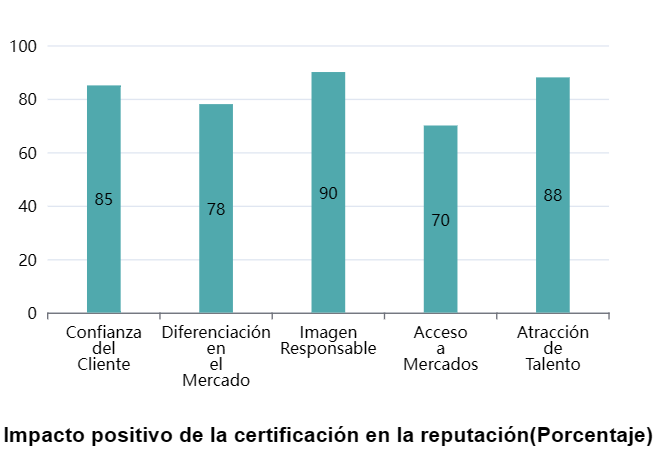 100
80
60
40
20
0
85
78
90
70
88
Confianza
del
Cliente
Diferenciación
en
el
Mercado
Imagen
Responsable
Acceso
a
Mercados
Atracción
de
Talento
Impacto positivo de la certificación en la reputación(Porcentaje)